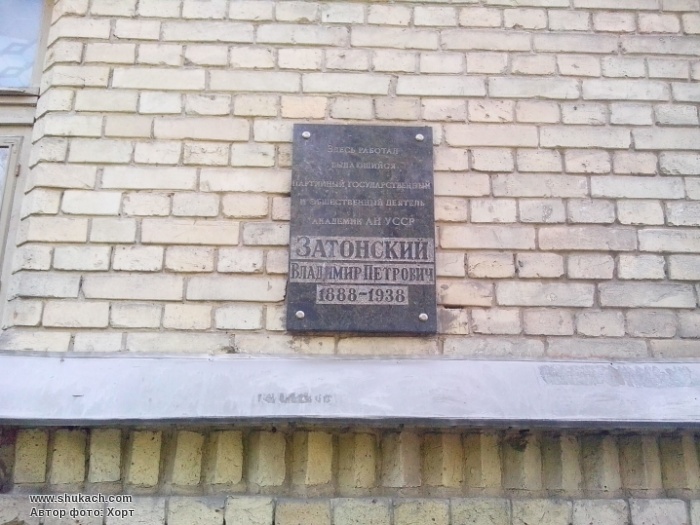 Здесь работал
выдающийся
партийный государственный
и общественный деятель
академик АН УССР
ЗАТОНСКИЙ
Владимир Петрович
1888-1938
www.shukach.com
Автор фото: Хорт